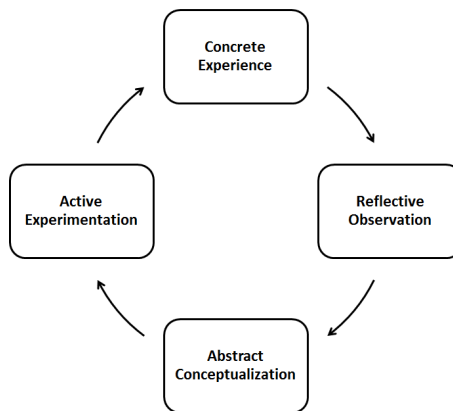 Concrete
Experience
Reflective
Observation
Abstract
Conceptualization
Active
Experimentation